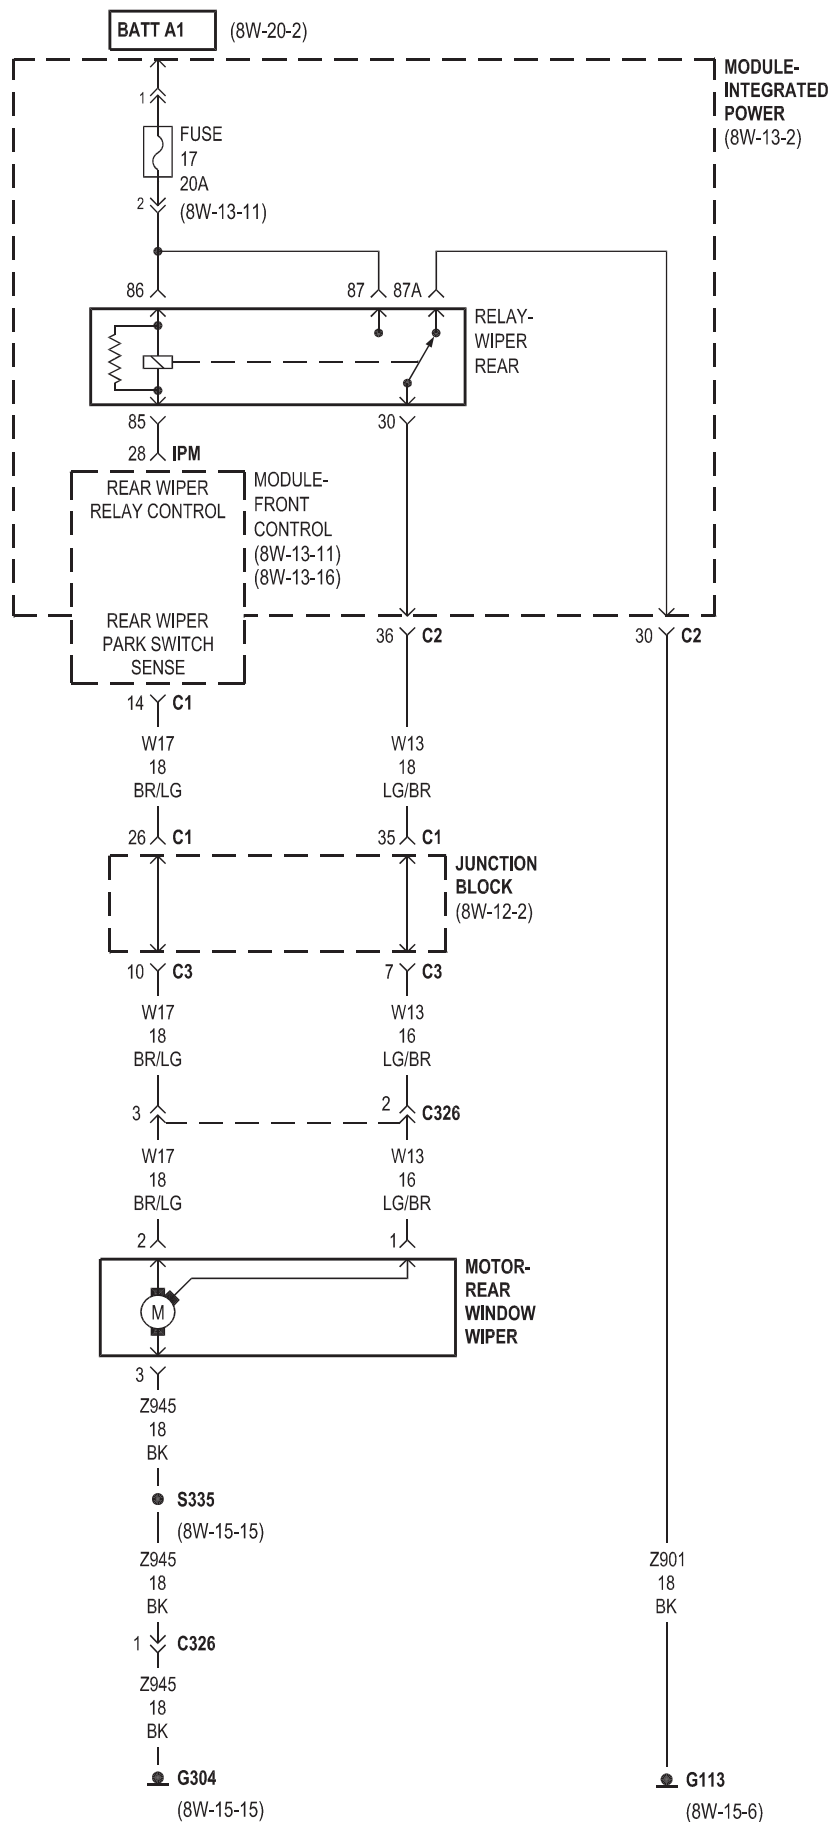 BATT A1 (8W-20-2)
MODULE-
INTEGRATED
POWER
(8W-13-2)
1
FUSE
17
20A
2
(8W-13-11)
86 87 87A
RELAY-
WIPER
REAR
85 30
28 IPM
REAR WIPER
RELAY CONTROL
MODULE-
FRONT
CONTROL
(8W-13-11)
(8W-13-16)
REAR WIPER
PARK SWITCH
SENSE
36 C2 30 C2
14 C1
W17 W13
18 18
BR/LG LG/BR
26 C1 35 C1
JUNCTION
BLOCK
(8W-12-2)
10 C3 7 C3
W17 W13
18 16
BR/LG LG/BR
3 2 C326
W17 W13
18 16
BR/LG LG/BR
2 1
MOTOR-
REAR
WINDOW
WIPER
M
3
Z945
18
BK
S335
(8W-15-15)
Z945 Z901
18 18
BK BK
1 C326
Z945
18
BK
G304 G113
(8W-15-15) (8W-15-6)